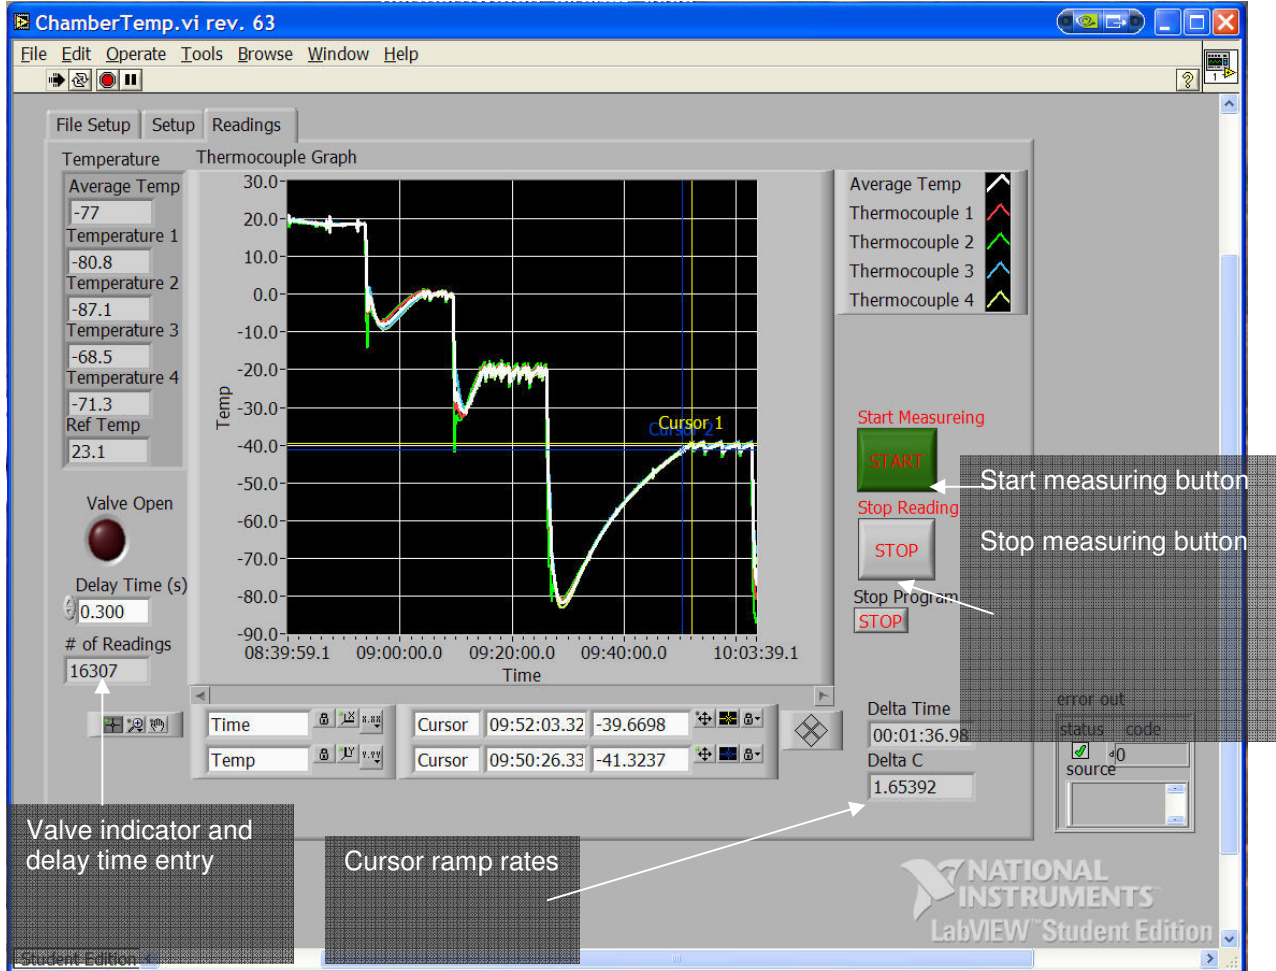 ChamberTemp.vi rev. 63
File Edit Operate Tools Browse Window Help
File Setup Setup Readings
Temperature
Average Temp
-77
Temperature 1
-80.8
Temperature 2
-87.1
Temperature 3
-68.5
Temperature 4
-71.3
Ref Temp
23.1
Valve Open
Delay Time (s)
0.300
# of Readings
16307
Thermocouple Graph
30.0
20.0
10.0
0.0
-10.0
-20.0
-30.0
-40.0
-50.0
-60.0
-70.0
-80.0
-90.0
Temp
Cursor 1
Cursor 2
08:39:59.1 09:00:00.0 09:20:00.0 09:40:00.0 10:03:39.1
Time
Average Temp
Thermocouple 1
Thermocouple 2
Thermocouple 3
Thermocouple 4
Start Measureing
START
Stop Reading
STOP
Stop Program
STOP
Start measuring button
Stop measuring button
Time
Temp
Cursor 09:52:03.32 -39.6698
Cursor 09:50:26.33 -41.3237
Delta Time
00:01:36.98
Delta C
1.65392
error out
status code
0
source
Valve indicator and
delay time entry
Cursor ramp rates
NATIONAL
INSTRUMENTS
LabVIEW™ Student Edition
Student Edition